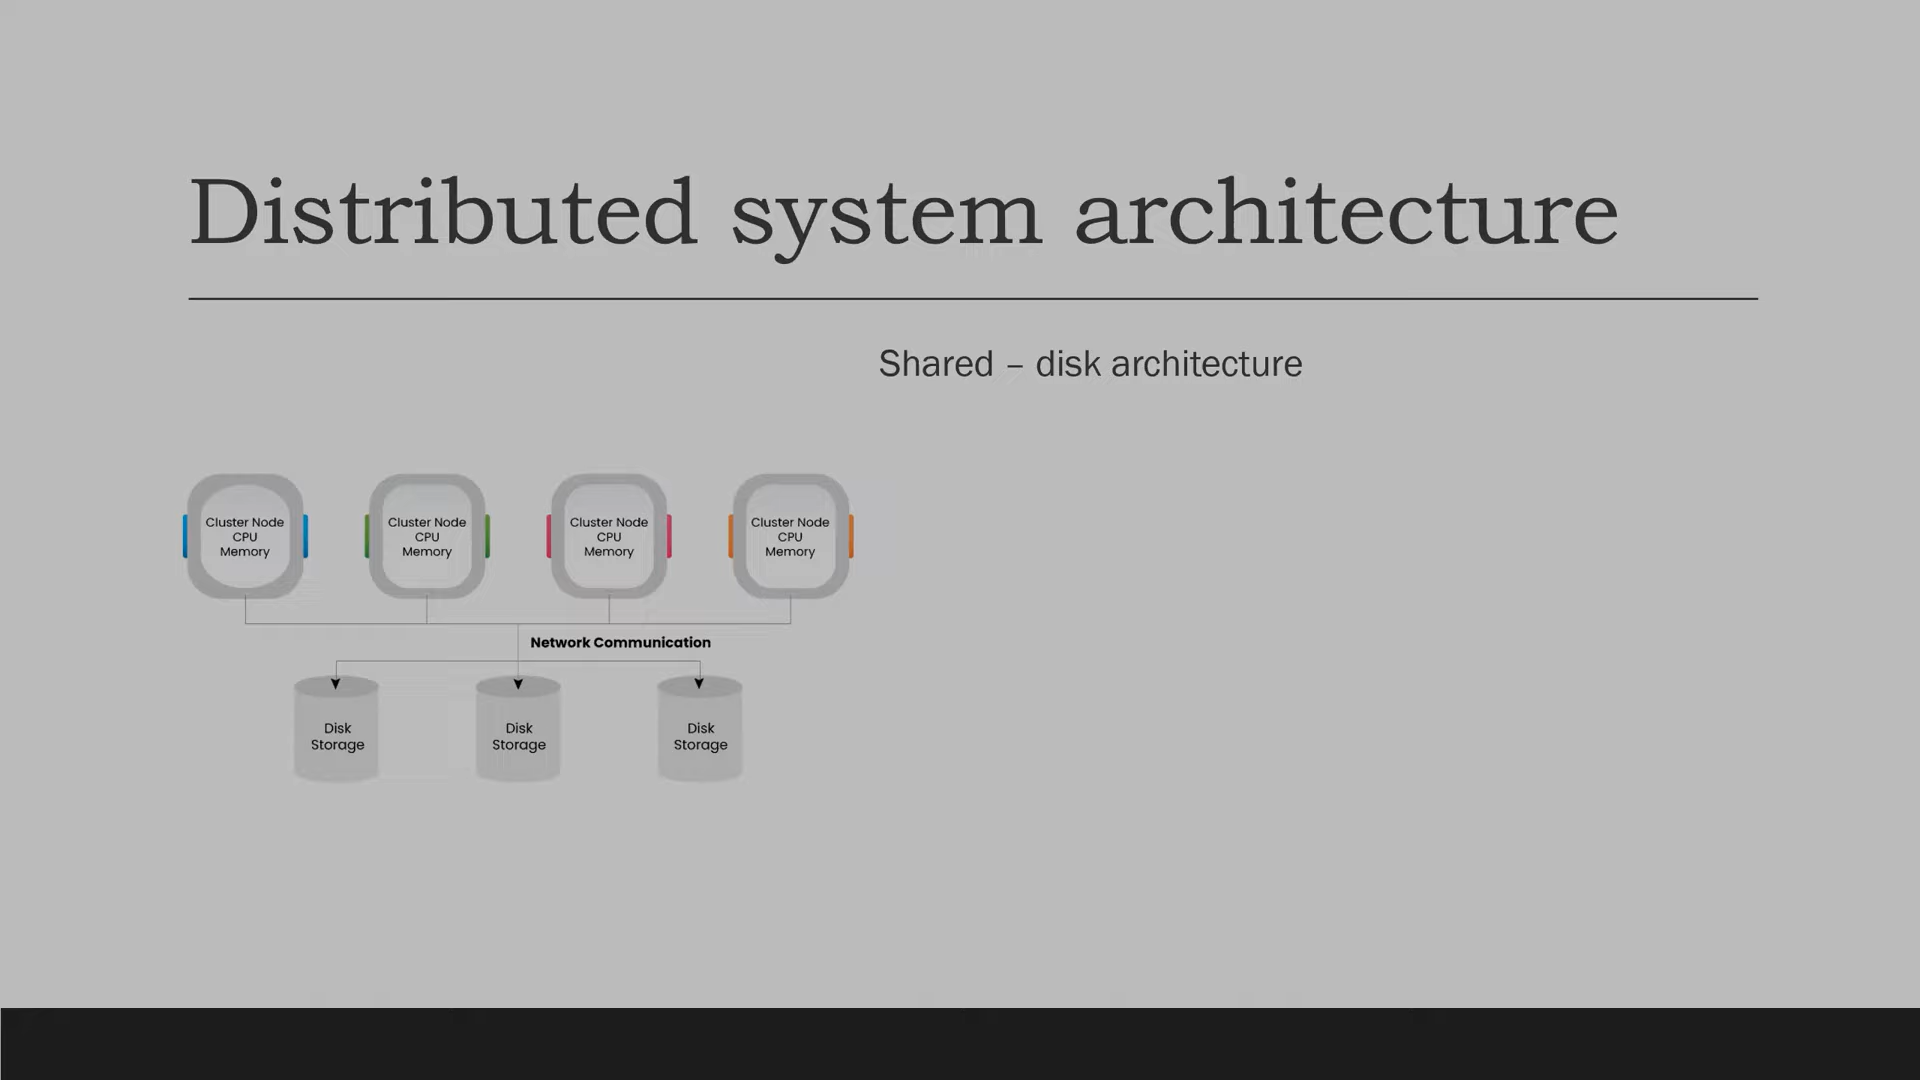 Distributed system architecture
Shared – disk architecture
Cluster Node
CPU
Memory
Cluster Node
CPU
Memory
Cluster Node
CPU
Memory
Cluster Node
CPU
Memory
Network Communication
Disk
Storage
Disk
Storage
Disk
Storage